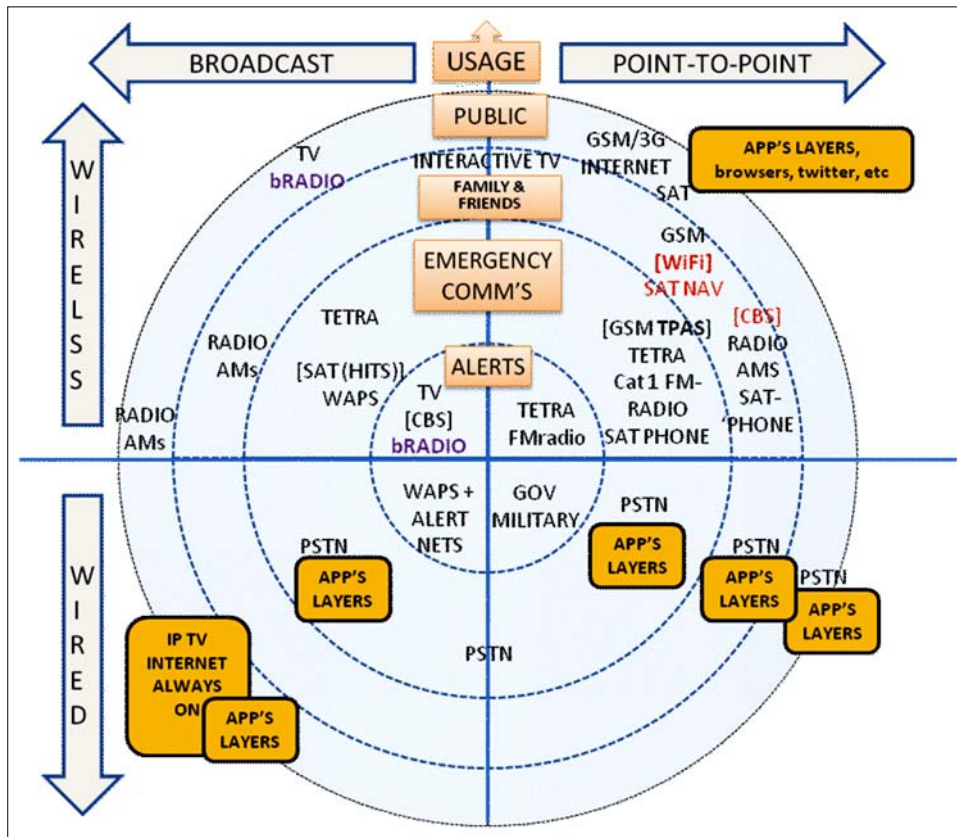 BROADCAST
USAGE
POINT-TO-POINT
PUBLIC
WIRELSS
TV
bRADIO
INTERACTIVE TV
GSM/3G
INTERNET
SAT
APP'S LAYERS,
browsers, twitter, etc
FAMILY &
FRIENDS
GSM
[WiFi]
SAT NAV
EMERGENCY
COMM'S
TETRA
[CBS]
RADIO
AMS
SAT-
'PHONE
RADIO
AMs
[GSM TPAS]
TETRA
Cat 1 FM-
RADIO
SAT PHONE
[SAT (HITS)]
WAPS
ALERTS
TV
[CBS]
bRADIO
TETRA
FMradio
RADIO
AMs
WIRED
WAPS +
ALERT
NETS
GOV
MILITARY
PSTN
APP'S
LAYERS
PSTN
APP'S
LAYERS
PSTN
APP'S
LAYERS
PSTN
APP'S
LAYERS
PSTN
IP TV
INTERNET
ALWAYS
ON
APP'S
LAYERS